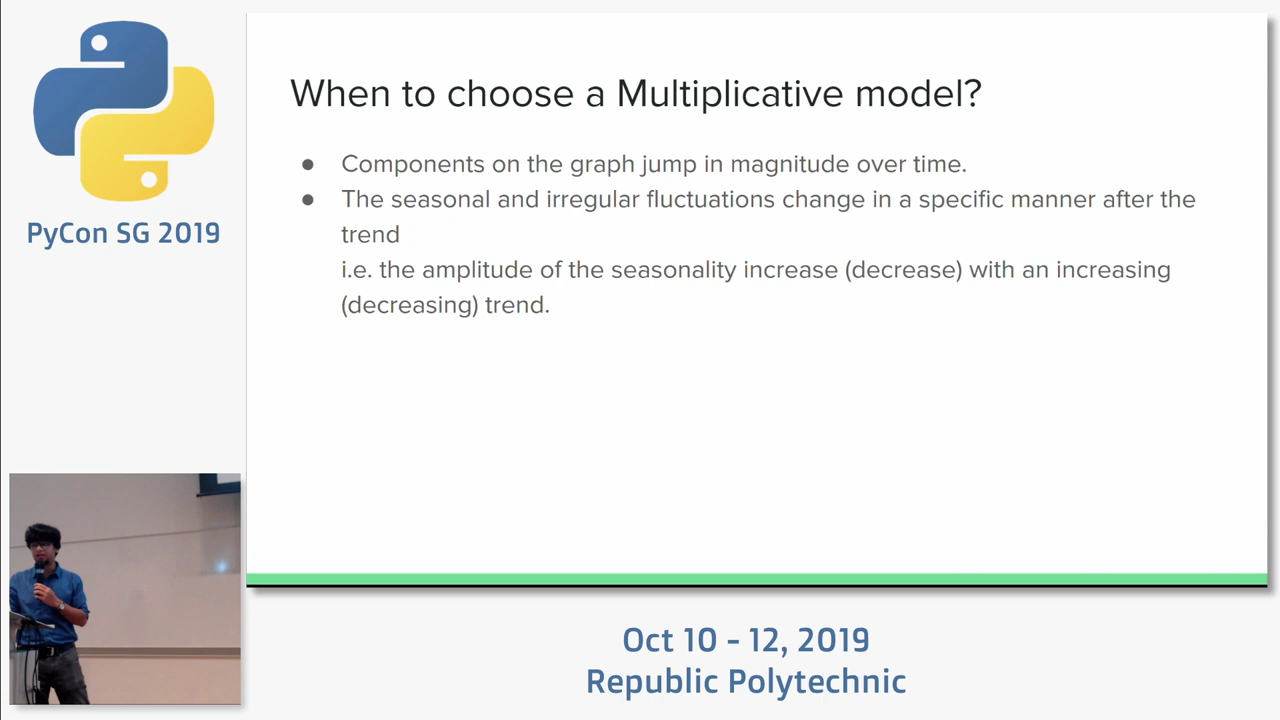 PyCon SG 2019
When to choose a Multiplicative model?
● Components on the graph jump in magnitude over time.
● The seasonal and irregular fluctuations change in a specific manner after the
trend
i.e. the amplitude of the seasonality increase (decrease) with an increasing
(decreasing) trend.
Oct 10 - 12, 2019
Republic Polytechnic